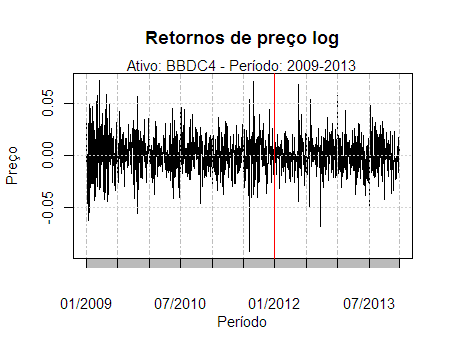 Retornos de preço log
Ativo: BBDC4 - Período: 2009-2013
Preço
0.05
0.00
-0.05
01/2009 07/2010 01/2012 07/2013
Período